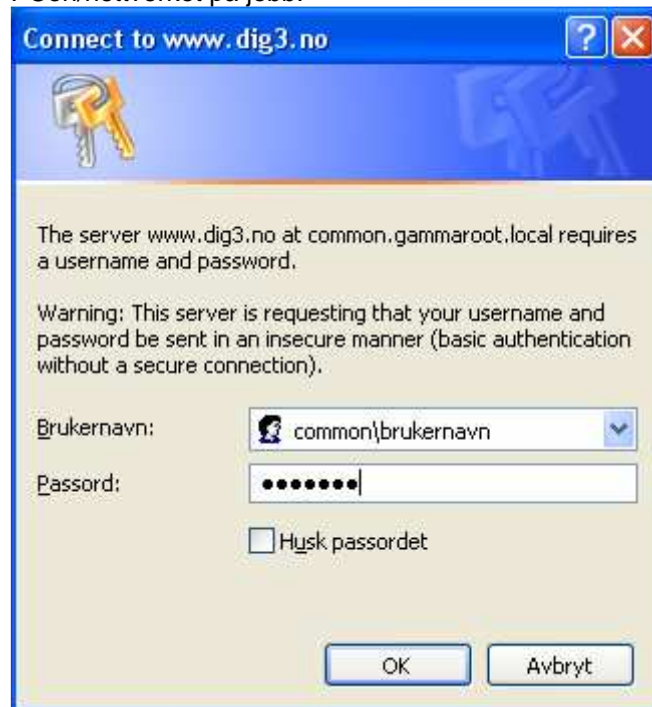 på jobb.
Connect to www.dig3.no
The server www.dig3.no at common.gammaroot.local requires
a username and password.
Warning: This server is requesting that your username and
password be sent in an insecure manner (basic authentication
without a secure connection).
Brukernavn:
common\brukernavn
Passord:
•••••••
Husk passordet
OK
Avbryt